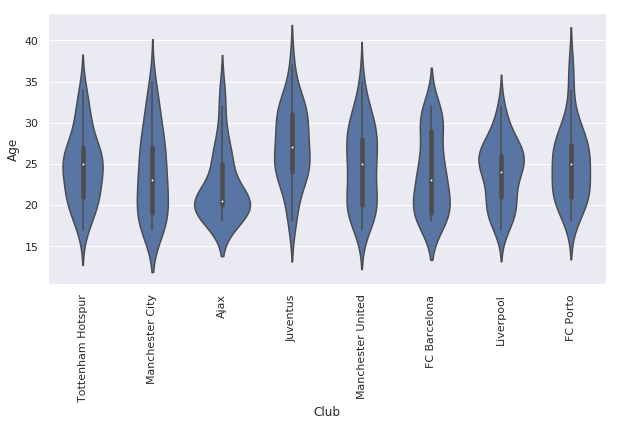 Age
40
35
30
25
20
15
Tottenham Hotspur
Manchester City
Ajax
Juventus
Manchester United
FC Barcelona
Liverpool
FC Porto
Club